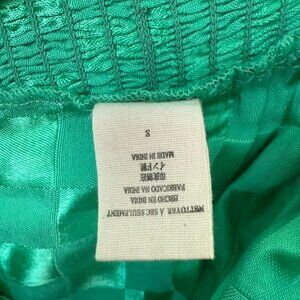 NETTOYER À SEC SEULEMENT
HECHO EN INDIA
FABRICADO NA INDIA
印度製造
インド製
MADE IN INDIA
S